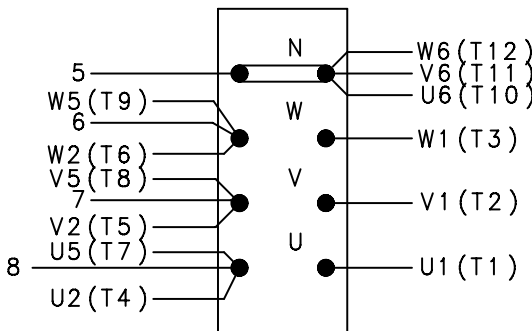 N
W6(T12)
5
V6(T11)
U6(T10)
W5(T9)
6
W
W2(T6)
W1(T3)
V5(T8)
7
V
V2(T5)
V1(T2)
U5(T7)
U
8
U1(T1)
U2(T4)